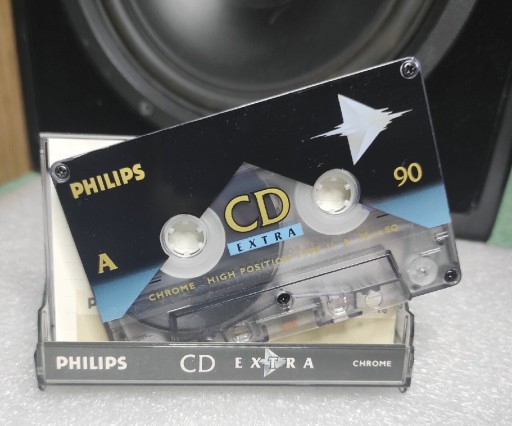 PHILIPS
90
CD
EXTRA
A
CHROME HIGH POSITION
PHILIPS CD EXTRA CHROME